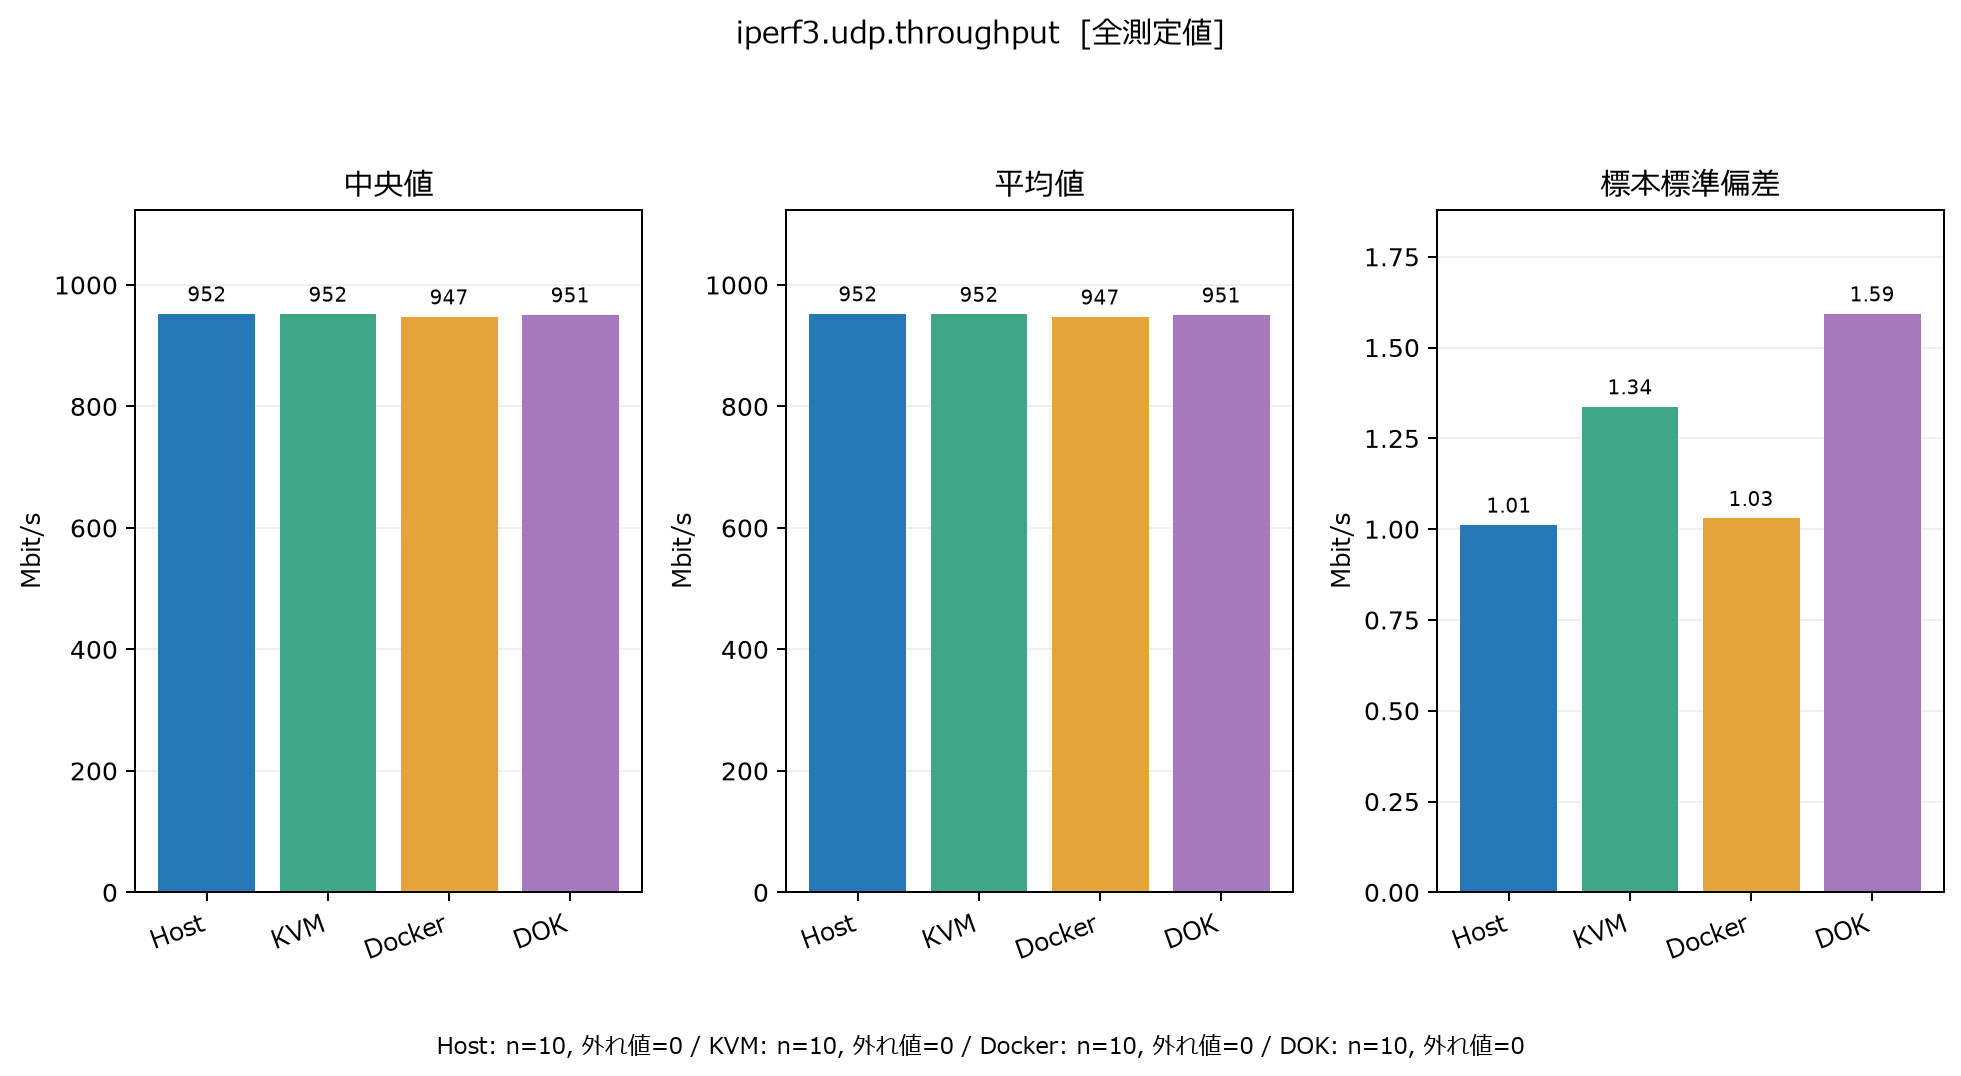 iperf3.udp.throughput [全測定値]
中央値
Mbit/s
1000
800
600
400
200
0
952
952
947
951
Host
KVM
Docker
DOK
平均値
Mbit/s
1000
800
600
400
200
0
952
952
947
951
Host
KVM
Docker
DOK
標本標準偏差
Mbit/s
1.75
1.50
1.25
1.00
0.75
0.50
0.25
0.00
1.01
1.34
1.03
1.59
Host
KVM
Docker
DOK
Host: n=10, 外れ値=0 / KVM: n=10, 外れ値=0 / Docker: n=10, 外れ値=0 / DOK: n=10, 外れ値=0